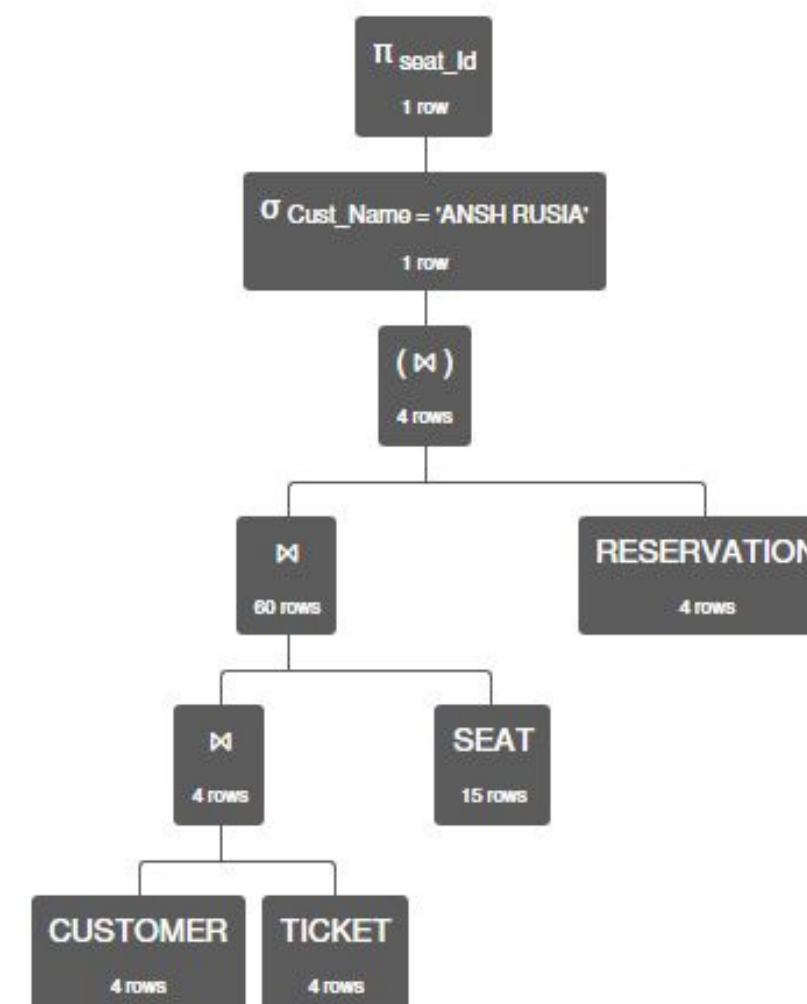 π seat_Id
1 row
σ Cust_Name = 'ANSH RUSIA'
1 row
( ⋈ )
4 rows
⋈
60 rows
RESERVATION
4 rows
⋈
4 rows
SEAT
15 rows
CUSTOMER
4 rows
TICKET
4 rows